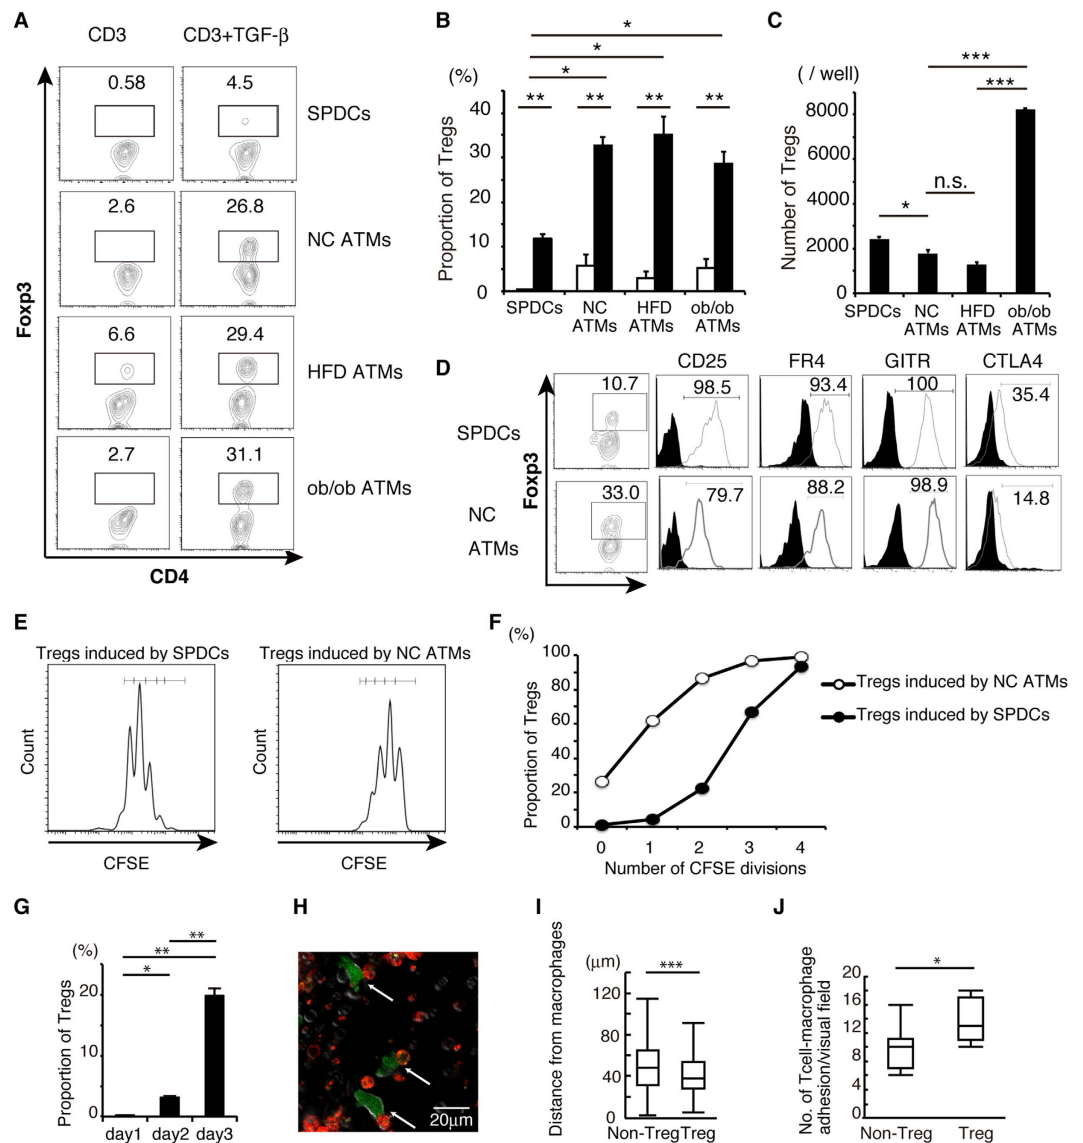 A
CD3 CD3+TGF-β
0.58 4.5 SPDCs
2.6 26.8 NC ATMs
6.6 29.4 HFD ATMs
2.7 31.1 ob/ob ATMs
Foxp3
CD4
B
(%)
Proportion of Tregs
*
*
*
** ** ** **
40
30
20
10
0
SPDCs NC ATMs HFD ATMs ob/ob ATMs
C
( / well)
Number of Tregs
***
***
n.s.
*
8000
6000
4000
2000
0
SPDCs NC ATMs HFD ATMs ob/ob ATMs
D
CD25 FR4 GITR CTLA4
SPDCs 10.7 98.5 93.4 100 35.4
NC ATMs 33.0 79.7 88.2 98.9 14.8
Foxp3
E
Tregs induced by SPDCs Tregs induced by NC ATMs
Count Count
CFSE CFSE
F
(%)
Proportion of Tregs
100
80
60
40
20
0
0 1 2 3 4
Number of CFSE divisions
Tregs induced by NC ATMs
Tregs induced by SPDCs
G
(%)
Proportion of Tregs
**
**
*
20
10
0
day1 day2 day3
H
20μm
I
(μm)
Distance from macrophages
***
120
80
40
0
Non-Treg Treg
J
No. of Tcell-macrophage
adhesion/visual field
*
20
16
12
8
4
0
Non-Treg Treg